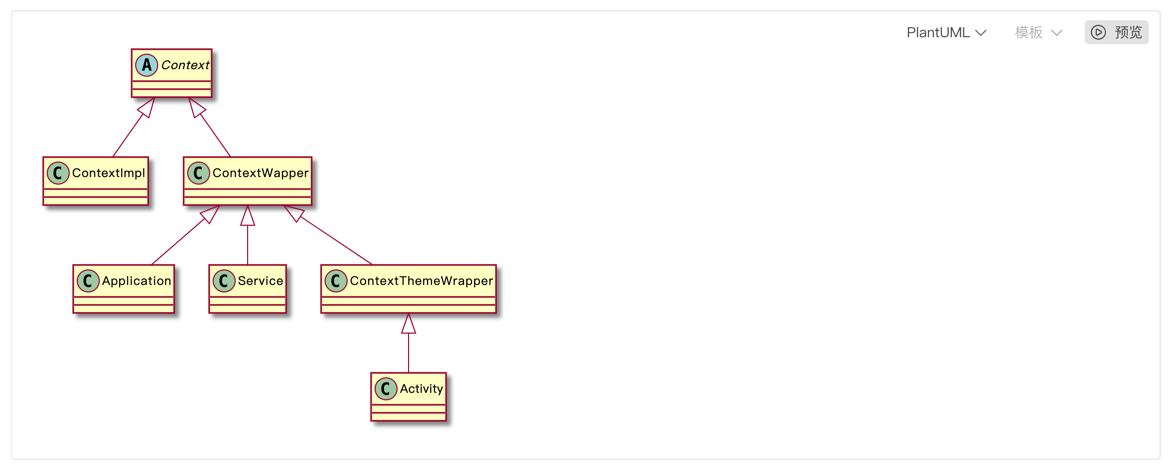 PlantUML
模板
预览
A Context
C ContextImpl
C ContextWapper
C Application
C Service
C ContextThemeWrapper
C Activity